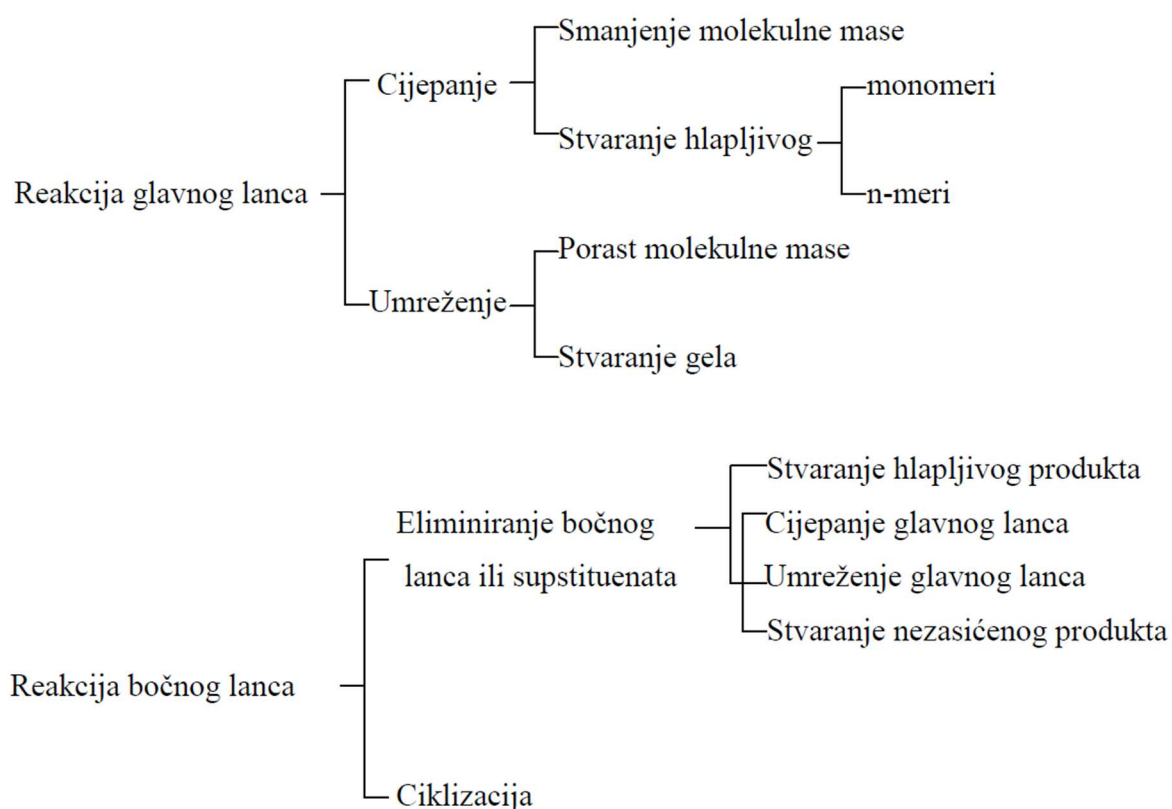 Smanjenje molekulne mase
Cijepanje
monomeri
Stvaranje hlapljivog
Reakcija glavnog lanca
n-meri
Porast molekulne mase
Umreženje
Stvaranje gela
Stvaranje hlapljivog produkta
Eliminiranje bočnog
Cijepanje glavnog lanca
lanca ili supstituenata
Umreženje glavnog lanca
Stvaranje nezasićenog produkta
Reakcija bočnog lanca
Ciklizacija